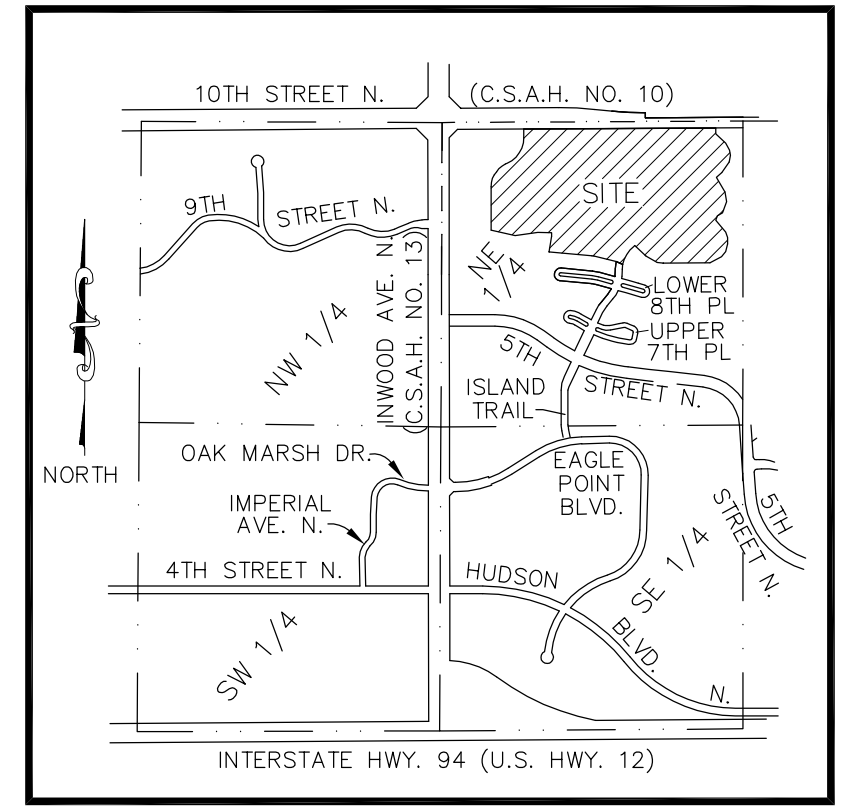 10TH STREET N.
(C.S.A.H. NO. 10)
SITE
9TH
STREET N.
NE
1/4
INWOOD AVE. N.
(C.S.A.H. NO. 13)
LOWER
8TH PL
UPPER
7TH PL
NW 1/4
5TH
STREET N.
ISLAND
TRAIL
NORTH
OAK MARSH DR.
EAGLE
POINT
BLVD.
IMPERIAL
AVE. N.
5TH
STREET N.
4TH STREET N.
HUDSON
BLVD.
N.
SE 1/4
SW 1/4
INTERSTATE HWY. 94 (U.S. HWY. 12)